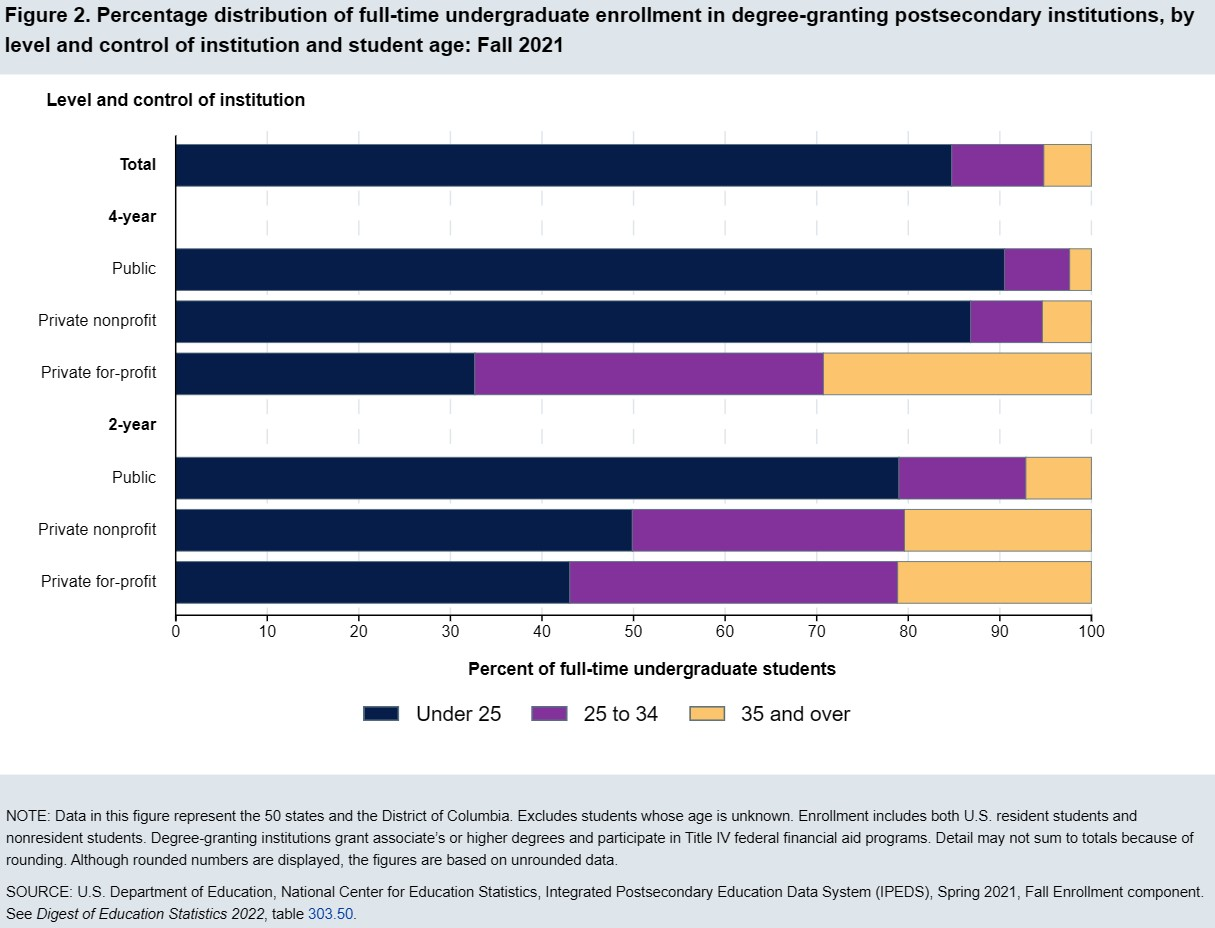 Figure 2. Percentage distribution of full-time undergraduate enrollment in degree-granting postsecondary institutions, by
level and control of institution and student age: Fall 2021
Level and control of institution
Total
4-year
Public
Private nonprofit
Private for-profit
2-year
Public
Private nonprofit
Private for-profit
0 10 20 30 40 50 60 70 80 90 100
Percent of full-time undergraduate students
Under 25 25 to 34 35 and over
NOTE: Data in this figure represent the 50 states and the District of Columbia. Excludes students whose age is unknown. Enrollment includes both U.S. resident students and
nonresident students. Degree-granting institutions grant associate’s or higher degrees and participate in Title IV federal financial aid programs. Detail may not sum to totals because of
rounding. Although rounded numbers are displayed, the figures are based on unrounded data.
SOURCE: U.S. Department of Education, National Center for Education Statistics, Integrated Postsecondary Education Data System (IPEDS), Spring 2021, Fall Enrollment component.
See Digest of Education Statistics 2022, table 303.50.